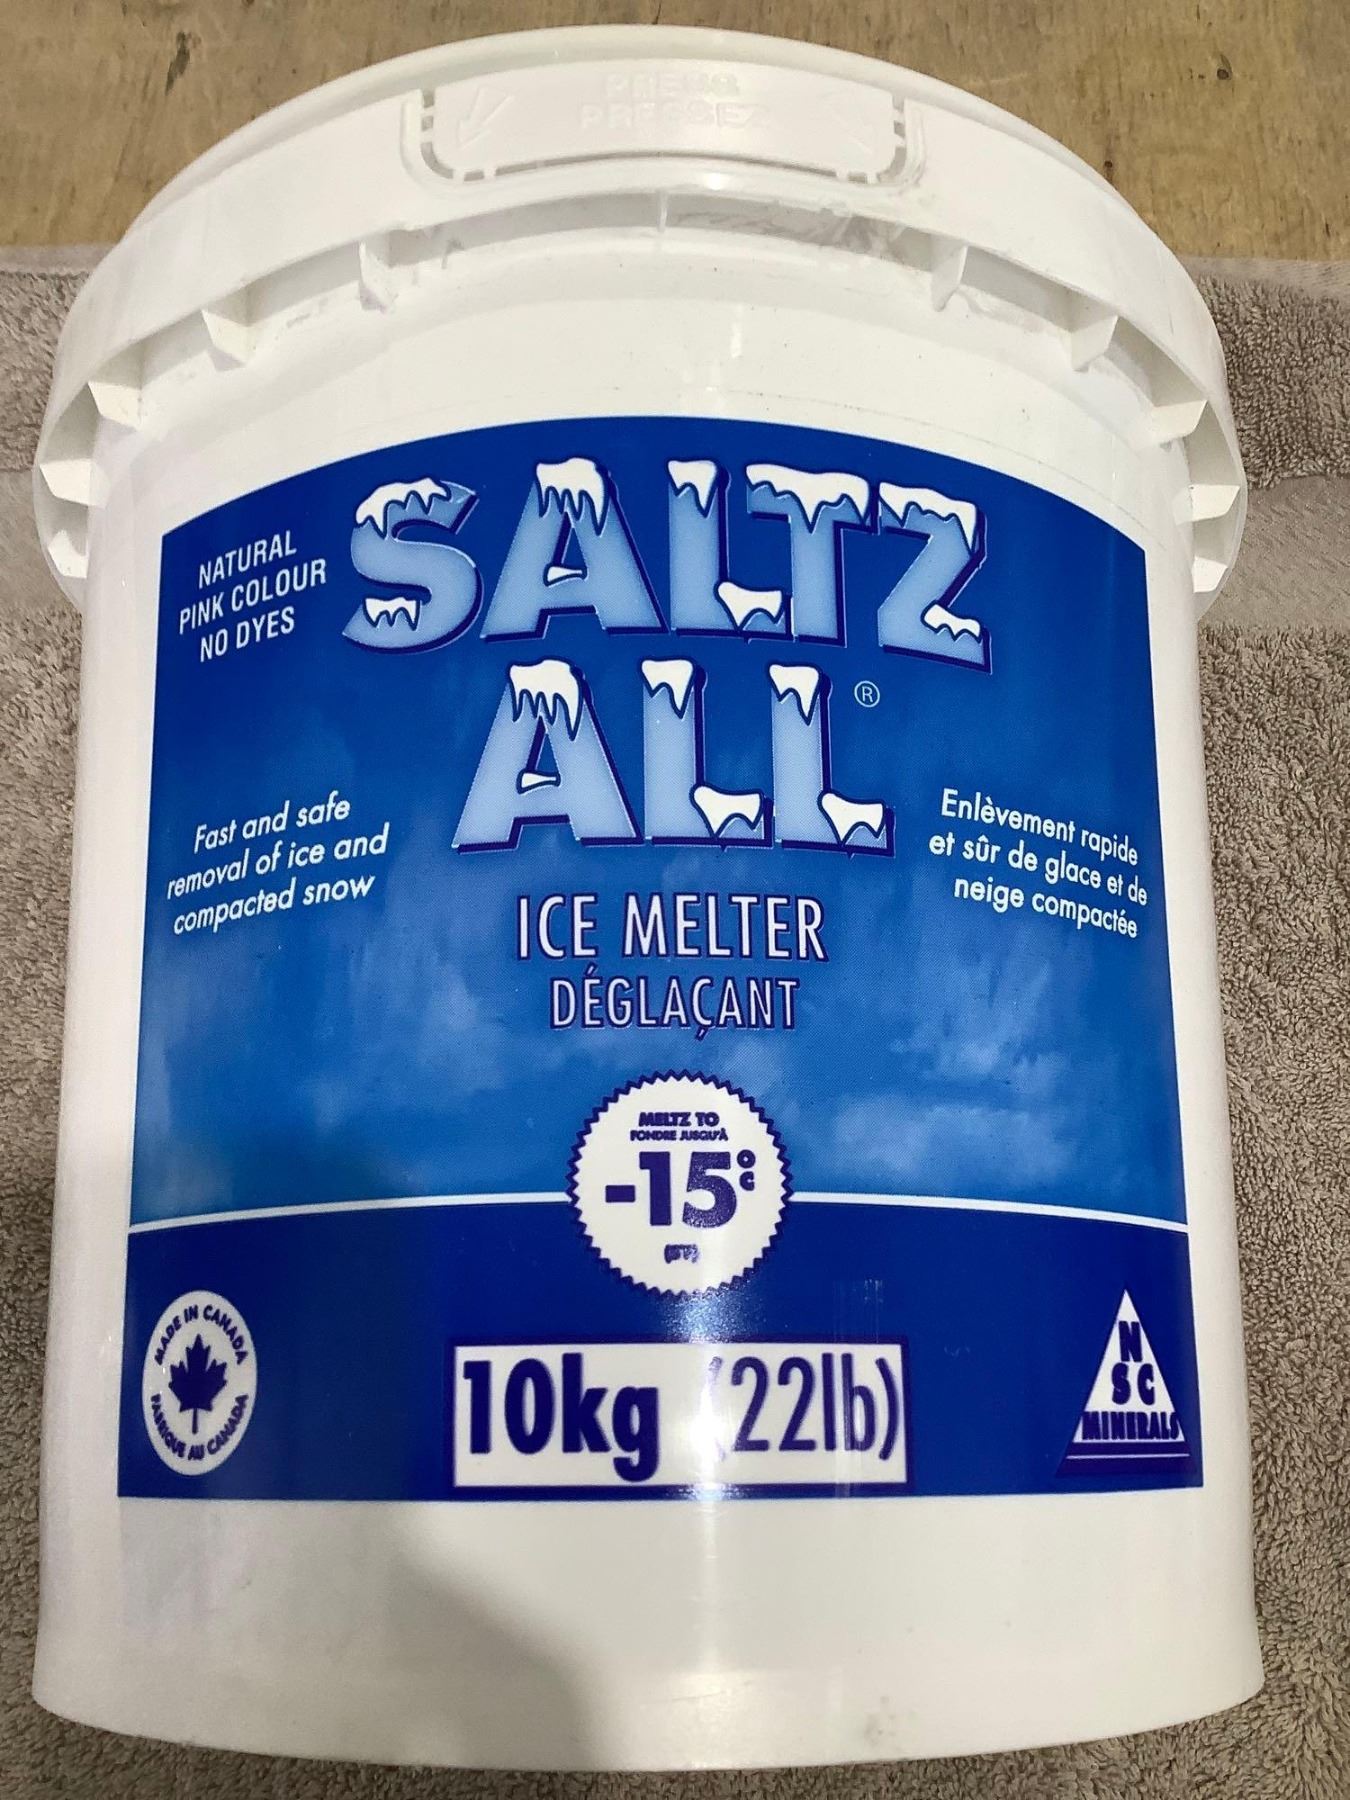 PRESS
PRESSEZ
NATURAL
PINK COLOUR
NO DYES
SALTZ
ALL®
Fast and safe
removal of ice and
compacted snow
Enlèvement rapide
et sûr de glace et de
neige compactée
ICE MELTER
DÉGLAÇANT
MELTZ TO
FONDRE JUSQU'À
-15°C
(5°F)
MADE IN CANADA
FABRIQUÉ AU CANADA
10kg (22lb)
N
SC
MINERALS